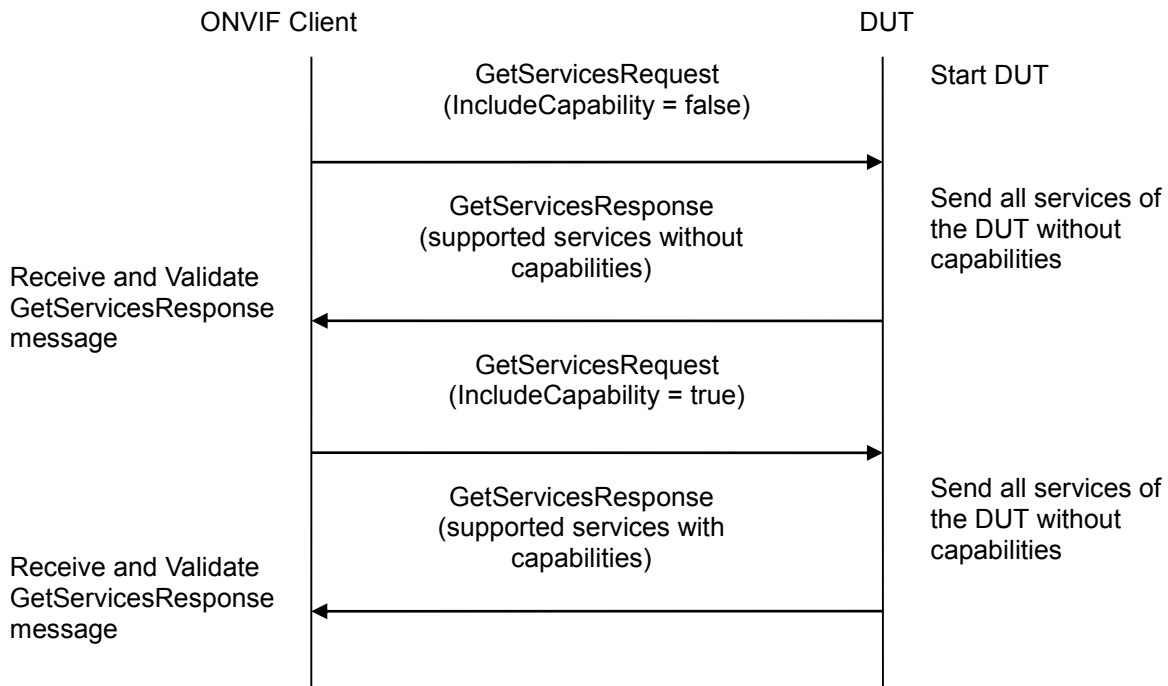 ONVIF Client
DUT
GetServicesRequest
(IncludeCapability = false)
Start DUT
GetServicesResponse
(supported services without
capabilities)
Send all services of
the DUT without
capabilities
Receive and Validate
GetServicesResponse
message
GetServicesRequest
(IncludeCapability = true)
GetServicesResponse
(supported services with
capabilities)
Send all services of
the DUT without
capabilities
Receive and Validate
GetServicesResponse
message